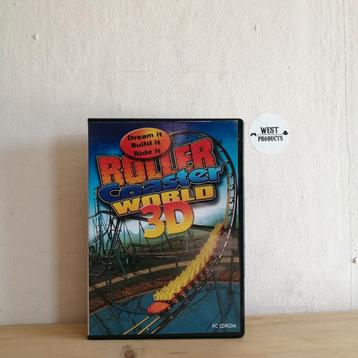 Dream it
Build it
Ride It
ROLLER
Coaster
WORLD
3D
PC CDROM
WEST
PRODUCTS